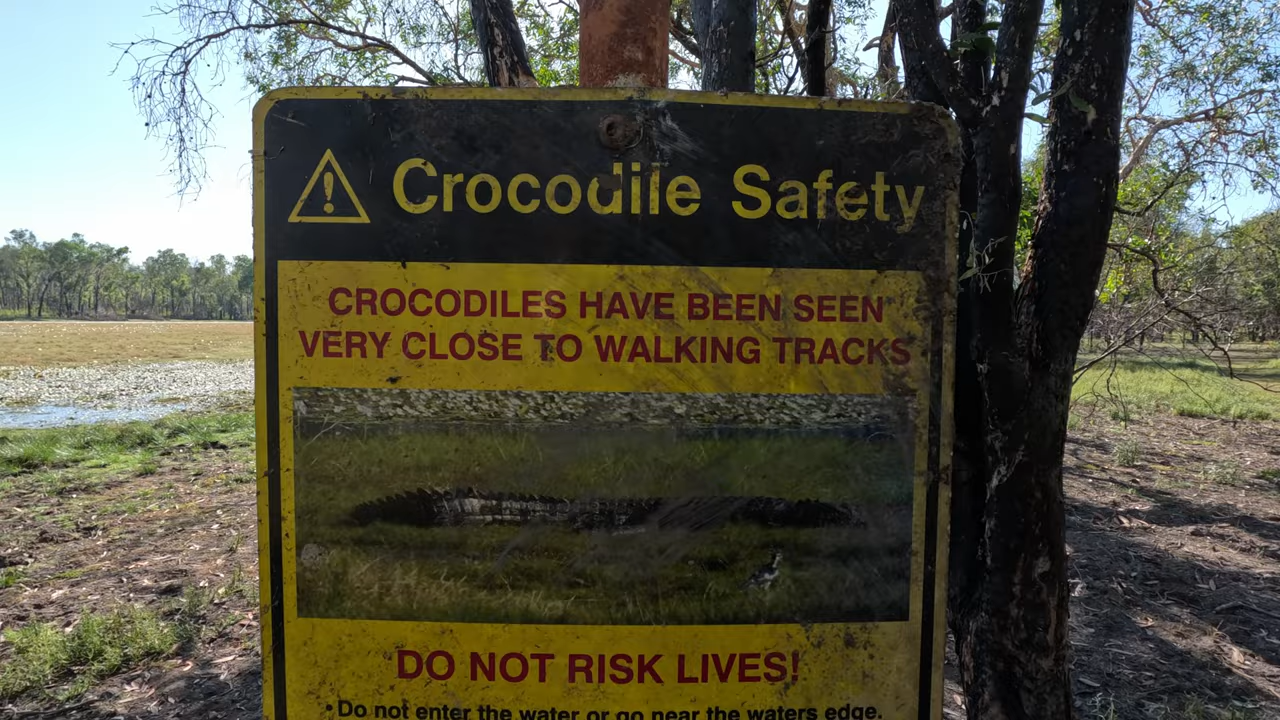 Crocodile Safety
CROCODILES HAVE BEEN SEEN
VERY CLOSE TO WALKING TRACKS
DO NOT RISK LIVES!
• Do not enter the water or go near the waters edge.